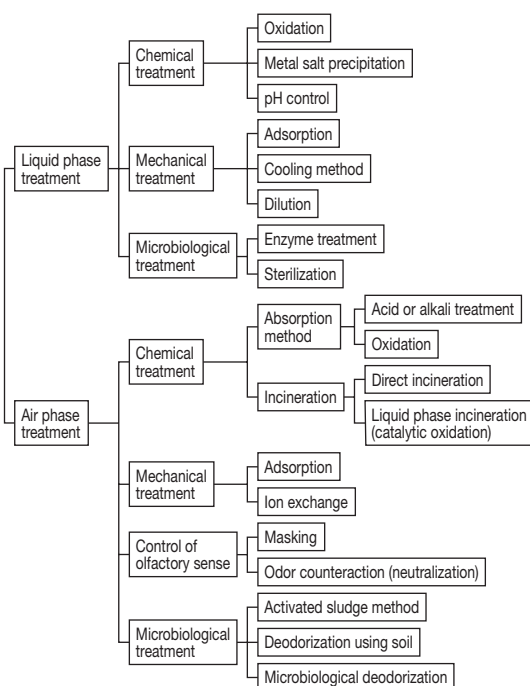 Oxidation
Chemical
treatment
Metal salt precipitation
pH control
Adsorption
Liquid phase
treatment
Mechanical
treatment
Cooling method
Dilution
Enzyme treatment
Microbiological
treatment
Sterilization
Acid or alkali treatment
Absorption
method
Oxidation
Chemical
treatment
Direct incineration
Incineration
Liquid phase incineration
(catalytic oxidation)
Air phase
treatment
Adsorption
Mechanical
treatment
Ion exchange
Masking
Control of
olfactory sense
Odor counteraction (neutralization)
Activated sludge method
Microbiological
treatment
Deodorization using soil
Microbiological deodorization